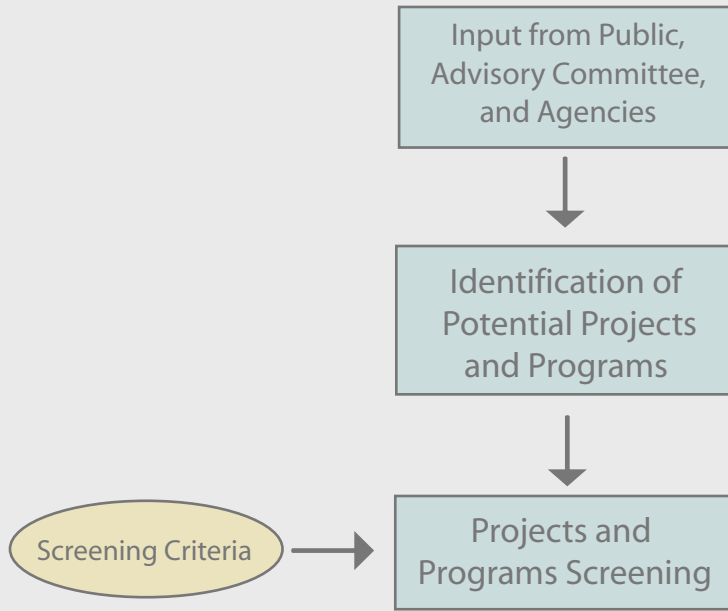 Input from Public,
Advisory Committee,
and Agencies
Identification of
Potential Projects
and Programs
Screening Criteria
Projects and
Programs Screening